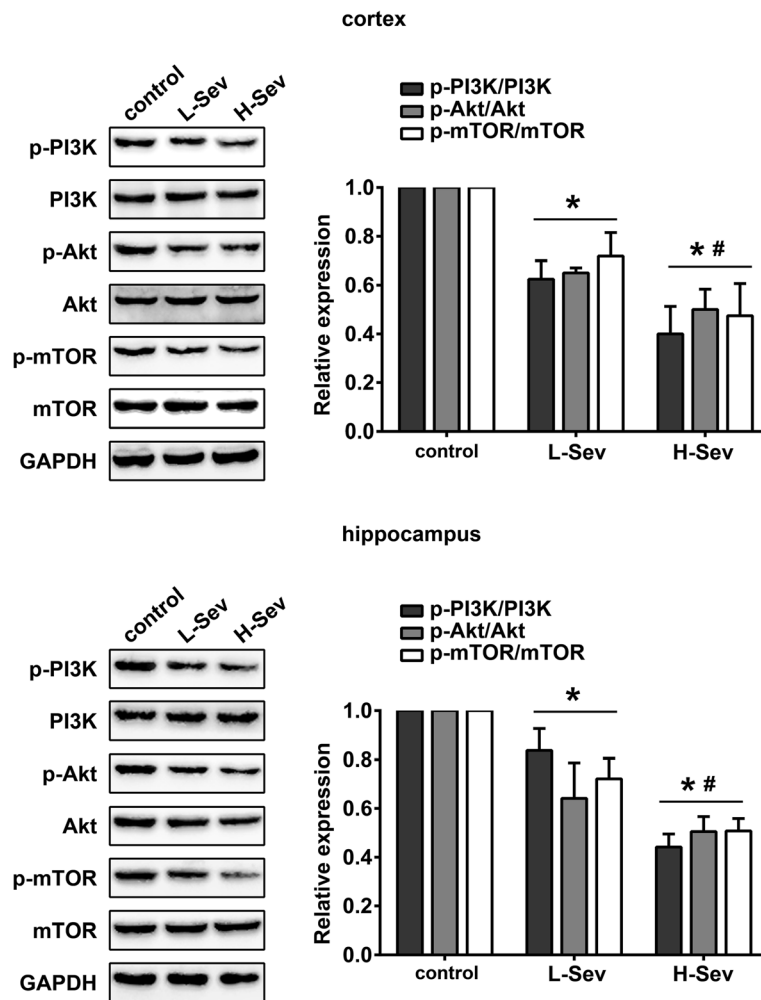 cortex
control L-Sev H-Sev
p-PI3K
PI3K
p-Akt
Akt
p-mTOR
mTOR
GAPDH
p-PI3K/PI3K
p-Akt/Akt
p-mTOR/mTOR
Relative expression
1.0
0.8
0.6
0.4
0.2
0.0
*
* #
control L-Sev H-Sev
hippocampus
control L-Sev H-Sev
p-PI3K
PI3K
p-Akt
Akt
p-mTOR
mTOR
GAPDH
p-PI3K/PI3K
p-Akt/Akt
p-mTOR/mTOR
Relative expression
1.0
0.8
0.6
0.4
0.2
0.0
*
* #
control L-Sev H-Sev